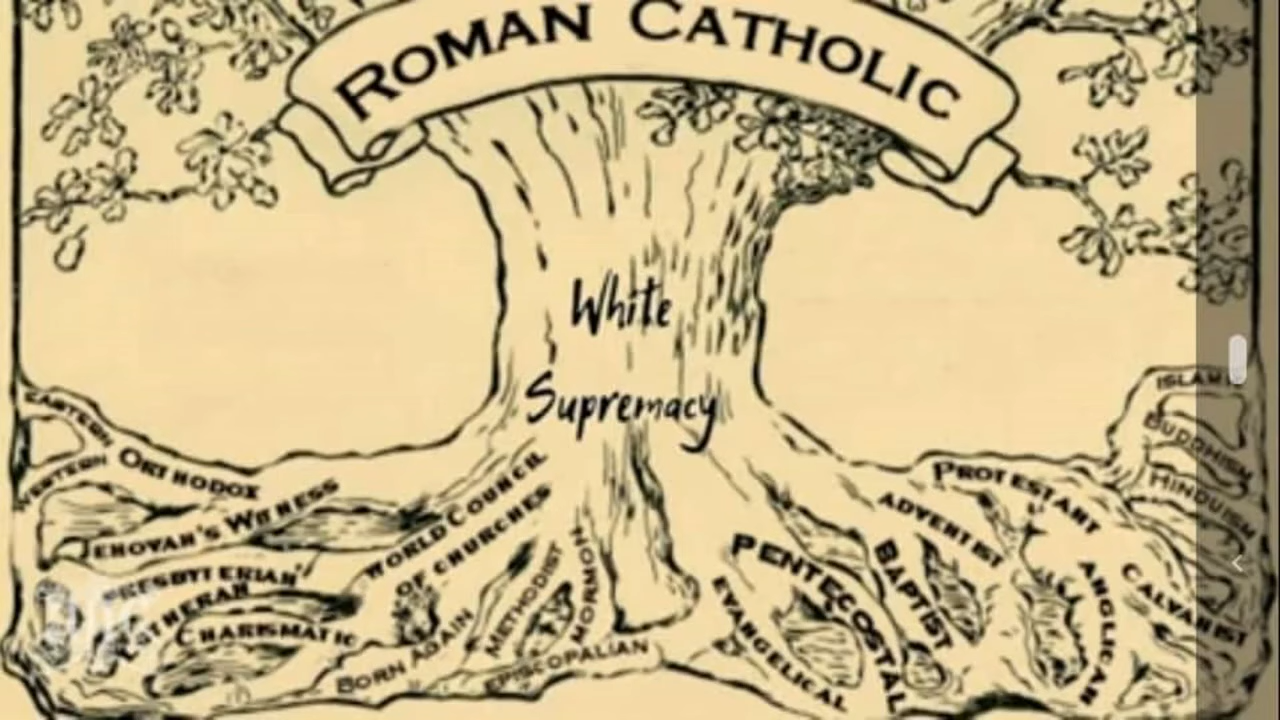 ROMAN CATHOLIC
White
Supremacy
EASTERN
WESTERN
ORTHODOX
JEHOVAH'S WITNESS
WORLD COUNCIL
OF CHURCHES
PRESBYTERIAN
LUTHERAN
CHARISMATIC
BORN AGAIN
METHODIST
MORMON
EPISCOPALIAN
EVANGELICAL
PENTECOSTAL
BAPTIST
ADVENTIST
PROTESTANT
ANGLICAN
CALVANIST
ISLAM
BUDDHISM
HINDUISM